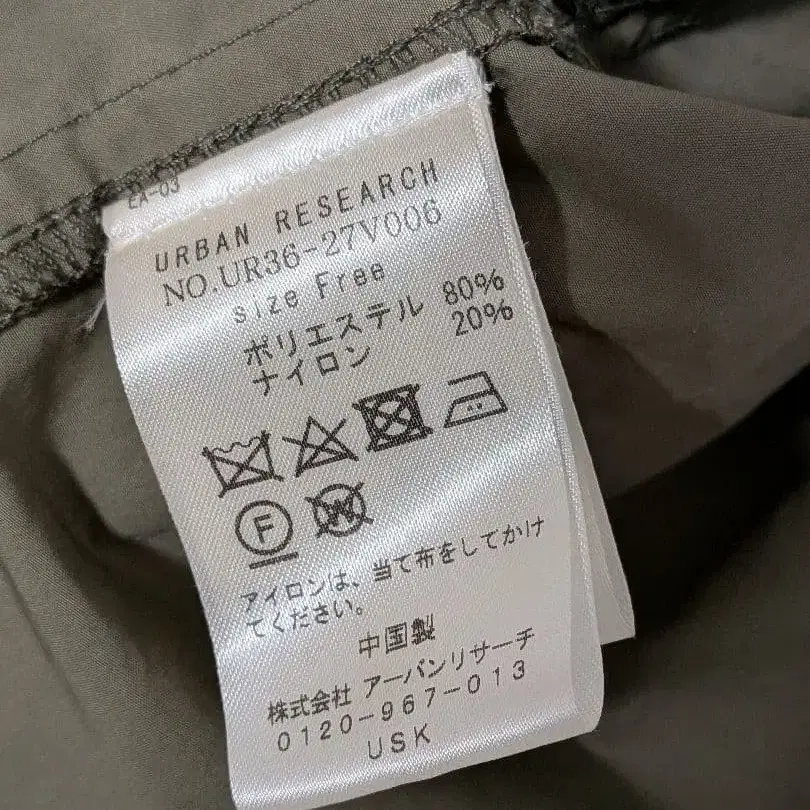 EA-03
URBAN RESEARCH
NO.UR36-27V006
size Free
ポリエステル 80%
ナイロン 20%
F W
アイロンは、当て布をしてかけ
てください。
中国製
株式会社 アーバンリサーチ
0120-967-013
USK